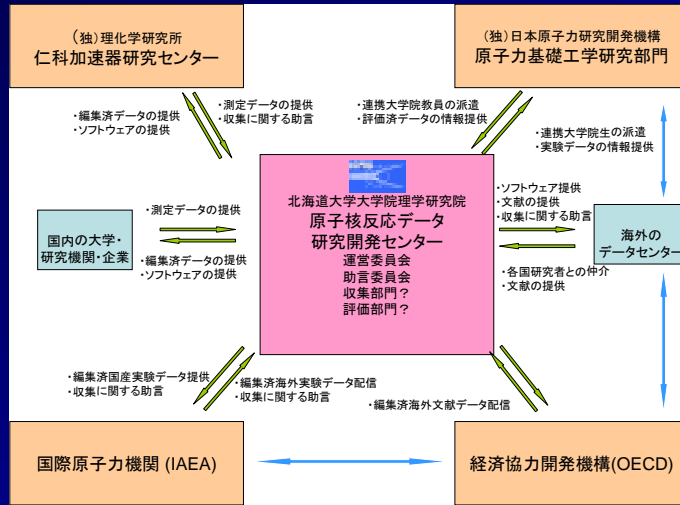 （独）理化学研究所
仁科加速器研究センター
（独）日本原子力研究開発機構
原子力基礎工学研究部門
・編集済データの提供
・ソフトウェアの提供
・測定データの提供
・収集に関する助言
・連携大学院教員の派遣
・評価済データの情報提供
・連携大学院生の派遣
・実験データの情報提供
北海道大学大学院理学研究院
原子核反応データ
研究開発センター
運営委員会
助言委員会
収集部門？
評価部門？
国内の大学・
研究機関・企業
・測定データの提供
・編集済データの提供
・ソフトウェアの提供
・ソフトウェア提供
・文献の提供
・収集に関する助言
・各国研究者との仲介
・文献の提供
海外の
データセンター
・編集済国産実験データ提供
・収集に関する助言
・編集済海外実験データ配信
・収集に関する助言
・編集済海外文献データ配信
国際原子力機関 (IAEA)
経済協力開発機構(OECD)